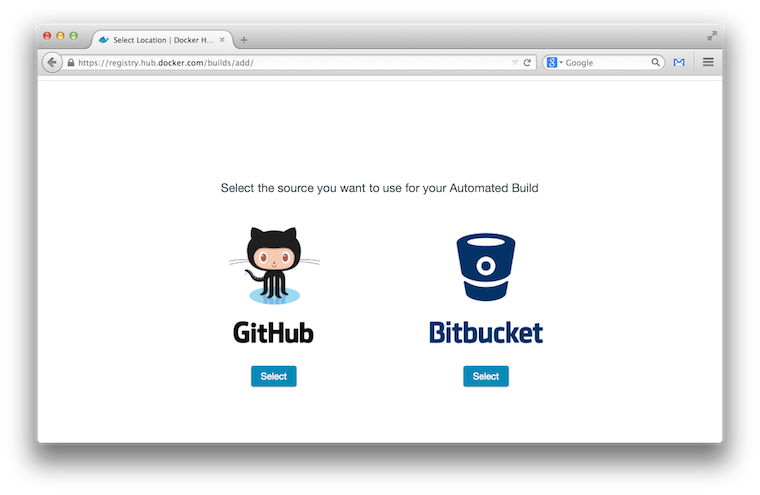 Select Location | Docker H...
https://registry.hub.docker.com/builds/add/
Google
Select the source you want to use for your Automated Build
GitHub
Bitbucket
Select
Select